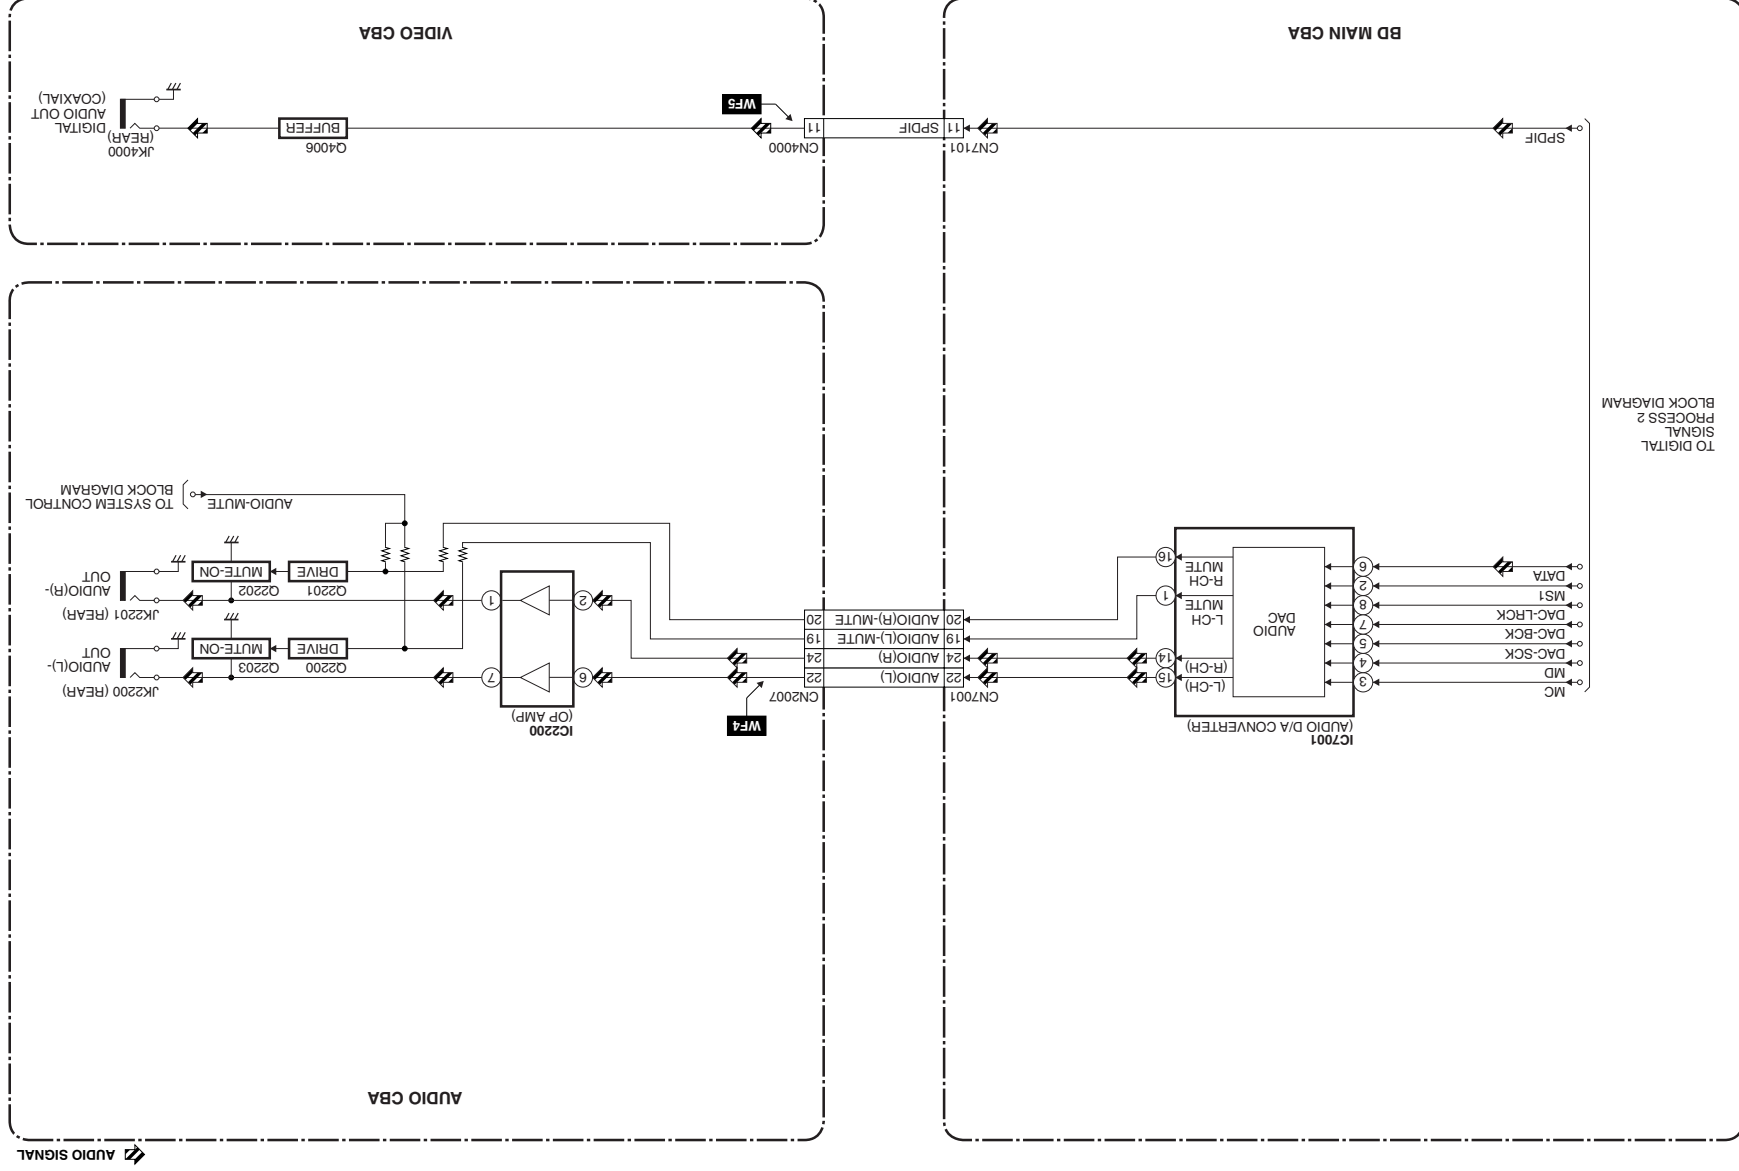 AUDIO SIGNAL
AUDIO CBA
IC7001
(AUDIO D/A CONVERTER)
IC2200
(OP AMP)
WF4
CN7001
CN2007
JK2200 (REAR)
AUDIO(L)-
OUT
MC
MD
DAC-SCK
DAC-BCK
DAC-LRCK
MS1
DATA
3
4
5
7
8
2
6
AUDIO
DAC
(L-CH)
(R-CH)
L-CH
MUTE
R-CH
MUTE
15
14
1
16
22 AUDIO(L) 22
24 AUDIO(R) 24
19 AUDIO(L)-MUTE 19
20 AUDIO(R)-MUTE 20
6
7
2
1
Q2200
DRIVE
Q2203
MUTE-ON
JK2201 (REAR)
AUDIO(R)-
OUT
Q2201
DRIVE
Q2202
MUTE-ON
AUDIO-MUTE
TO SYSTEM CONTROL
BLOCK DIAGRAM
TO DIGITAL
SIGNAL
PROCESS 2
BLOCK DIAGRAM
SPDIF
CN7101
CN4000
11 SPDIF 11
WF5
Q4006
BUFFER
JK4000
(REAR)
DIGITAL
AUDIO OUT
(COAXIAL)
BD MAIN CBA
VIDEO CBA